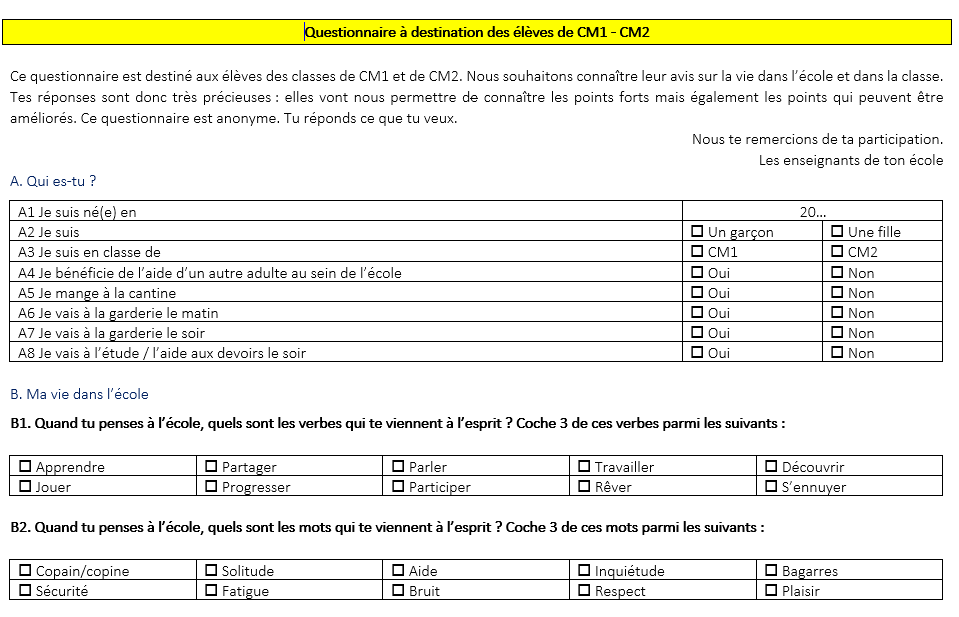 Questionnaire à destination des élèves de CM1 - CM2
Ce questionnaire est destiné aux élèves des classes de CM1 et de CM2. Nous souhaitons connaître leur avis sur la vie dans l'école et dans la classe.
Tes réponses sont donc très précieuses : elles vont nous permettre de connaître les points forts mais également les points qui peuvent être
améliorés. Ce questionnaire est anonyme. Tu réponds ce que tu veux.
Nous te remercions de ta participation.
Les enseignants de ton école
A. Qui es-tu ?
A1 Je suis né(e) en 20...
A2 Je suis ☐ Un garçon ☐ Une fille
A3 Je suis en classe de ☐ CM1 ☐ CM2
A4 Je bénéficie de l'aide d'un autre adulte au sein de l'école ☐ Oui ☐ Non
A5 Je mange à la cantine ☐ Oui ☐ Non
A6 Je vais à la garderie le matin ☐ Oui ☐ Non
A7 Je vais à la garderie le soir ☐ Oui ☐ Non
A8 Je vais à l'étude / l'aide aux devoirs le soir ☐ Oui ☐ Non
B. Ma vie dans l'école
B1. Quand tu penses à l'école, quels sont les verbes qui te viennent à l'esprit ? Coche 3 de ces verbes parmi les suivants :
☐ Apprendre ☐ Partager ☐ Parler ☐ Travailler ☐ Découvrir
☐ Jouer ☐ Progresser ☐ Participer ☐ Rêver ☐ S'ennuyer
B2. Quand tu penses à l'école, quels sont les mots qui te viennent à l'esprit ? Coche 3 de ces mots parmi les suivants :
☐ Copain/copine ☐ Solitude ☐ Aide ☐ Inquiétude ☐ Bagarres
☐ Sécurité ☐ Fatigue ☐ Bruit ☐ Respect ☐ Plaisir